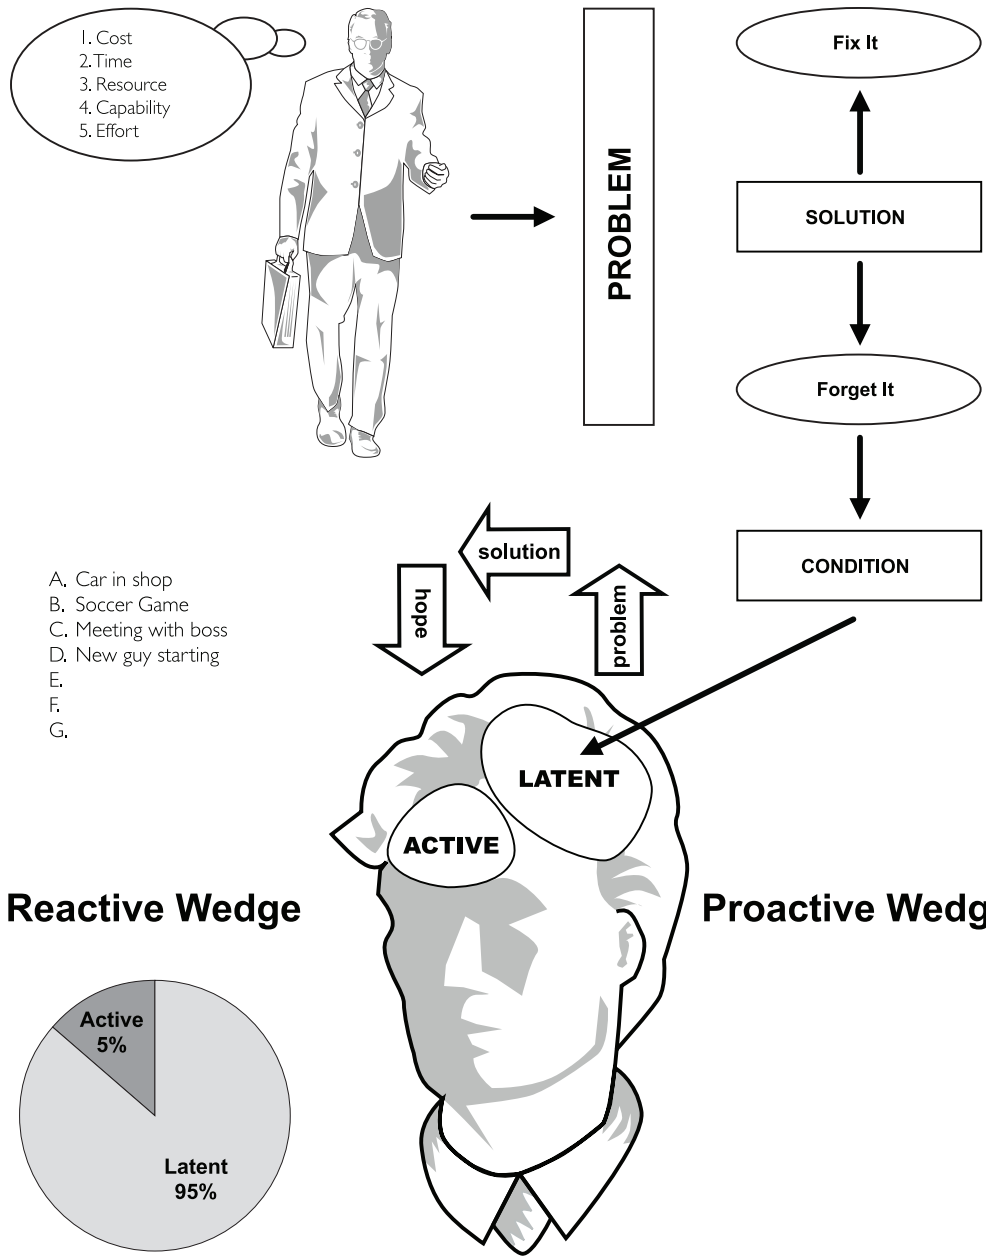 1. Cost
2. Time
3. Resource
4. Capability
5. Effort
PROBLEM
Fix It
SOLUTION
Forget It
CONDITION
solution
hope
problem
A. Car in shop
B. Soccer Game
C. Meeting with boss
D. New guy starting
E.
F.
G.
LATENT
ACTIVE
Reactive Wedge
Proactive Wedg
Active
5%
Latent
95%